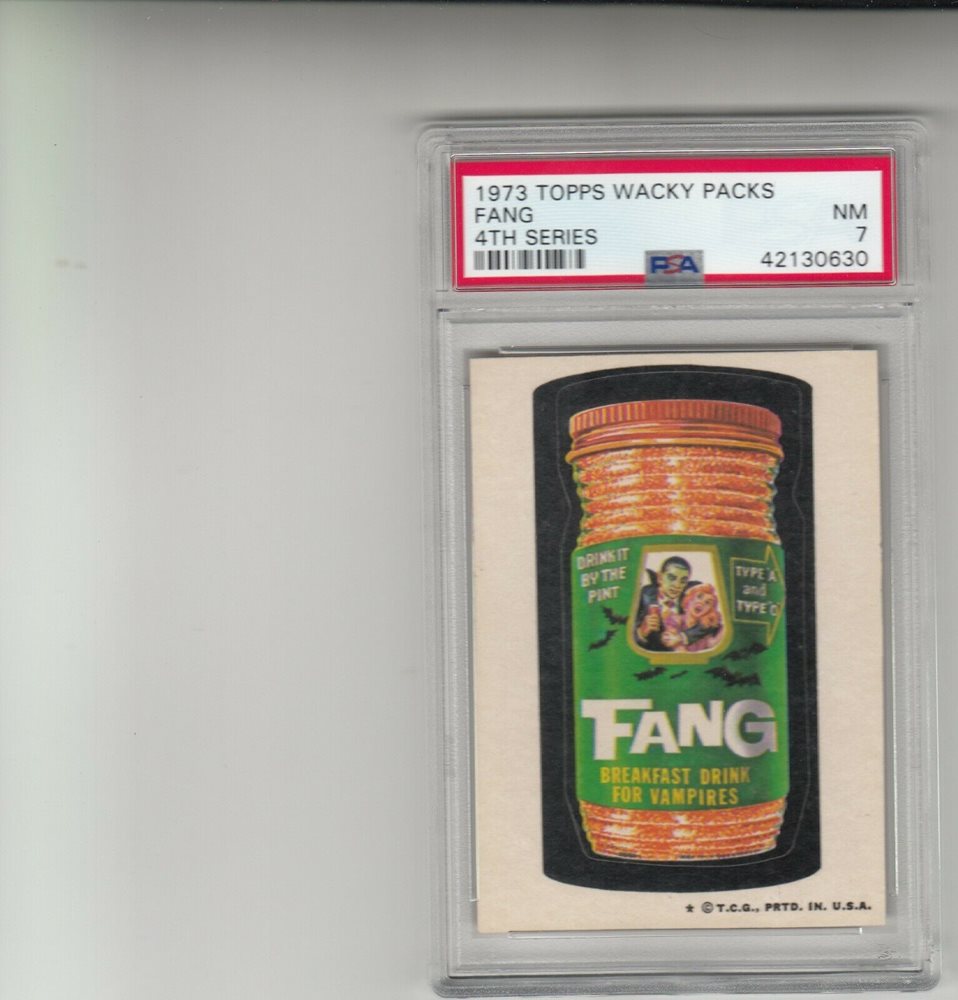 1973 TOPPS WACKY PACKS
FANG NM
4TH SERIES 7
PSA 42130630
DRINK IT
BY THE
PINT
TYPE A
and
TYPE O
FANG
BREAKFAST DRINK
FOR VAMPIRES
* © T.C.G., PRTD. IN. U.S.A.